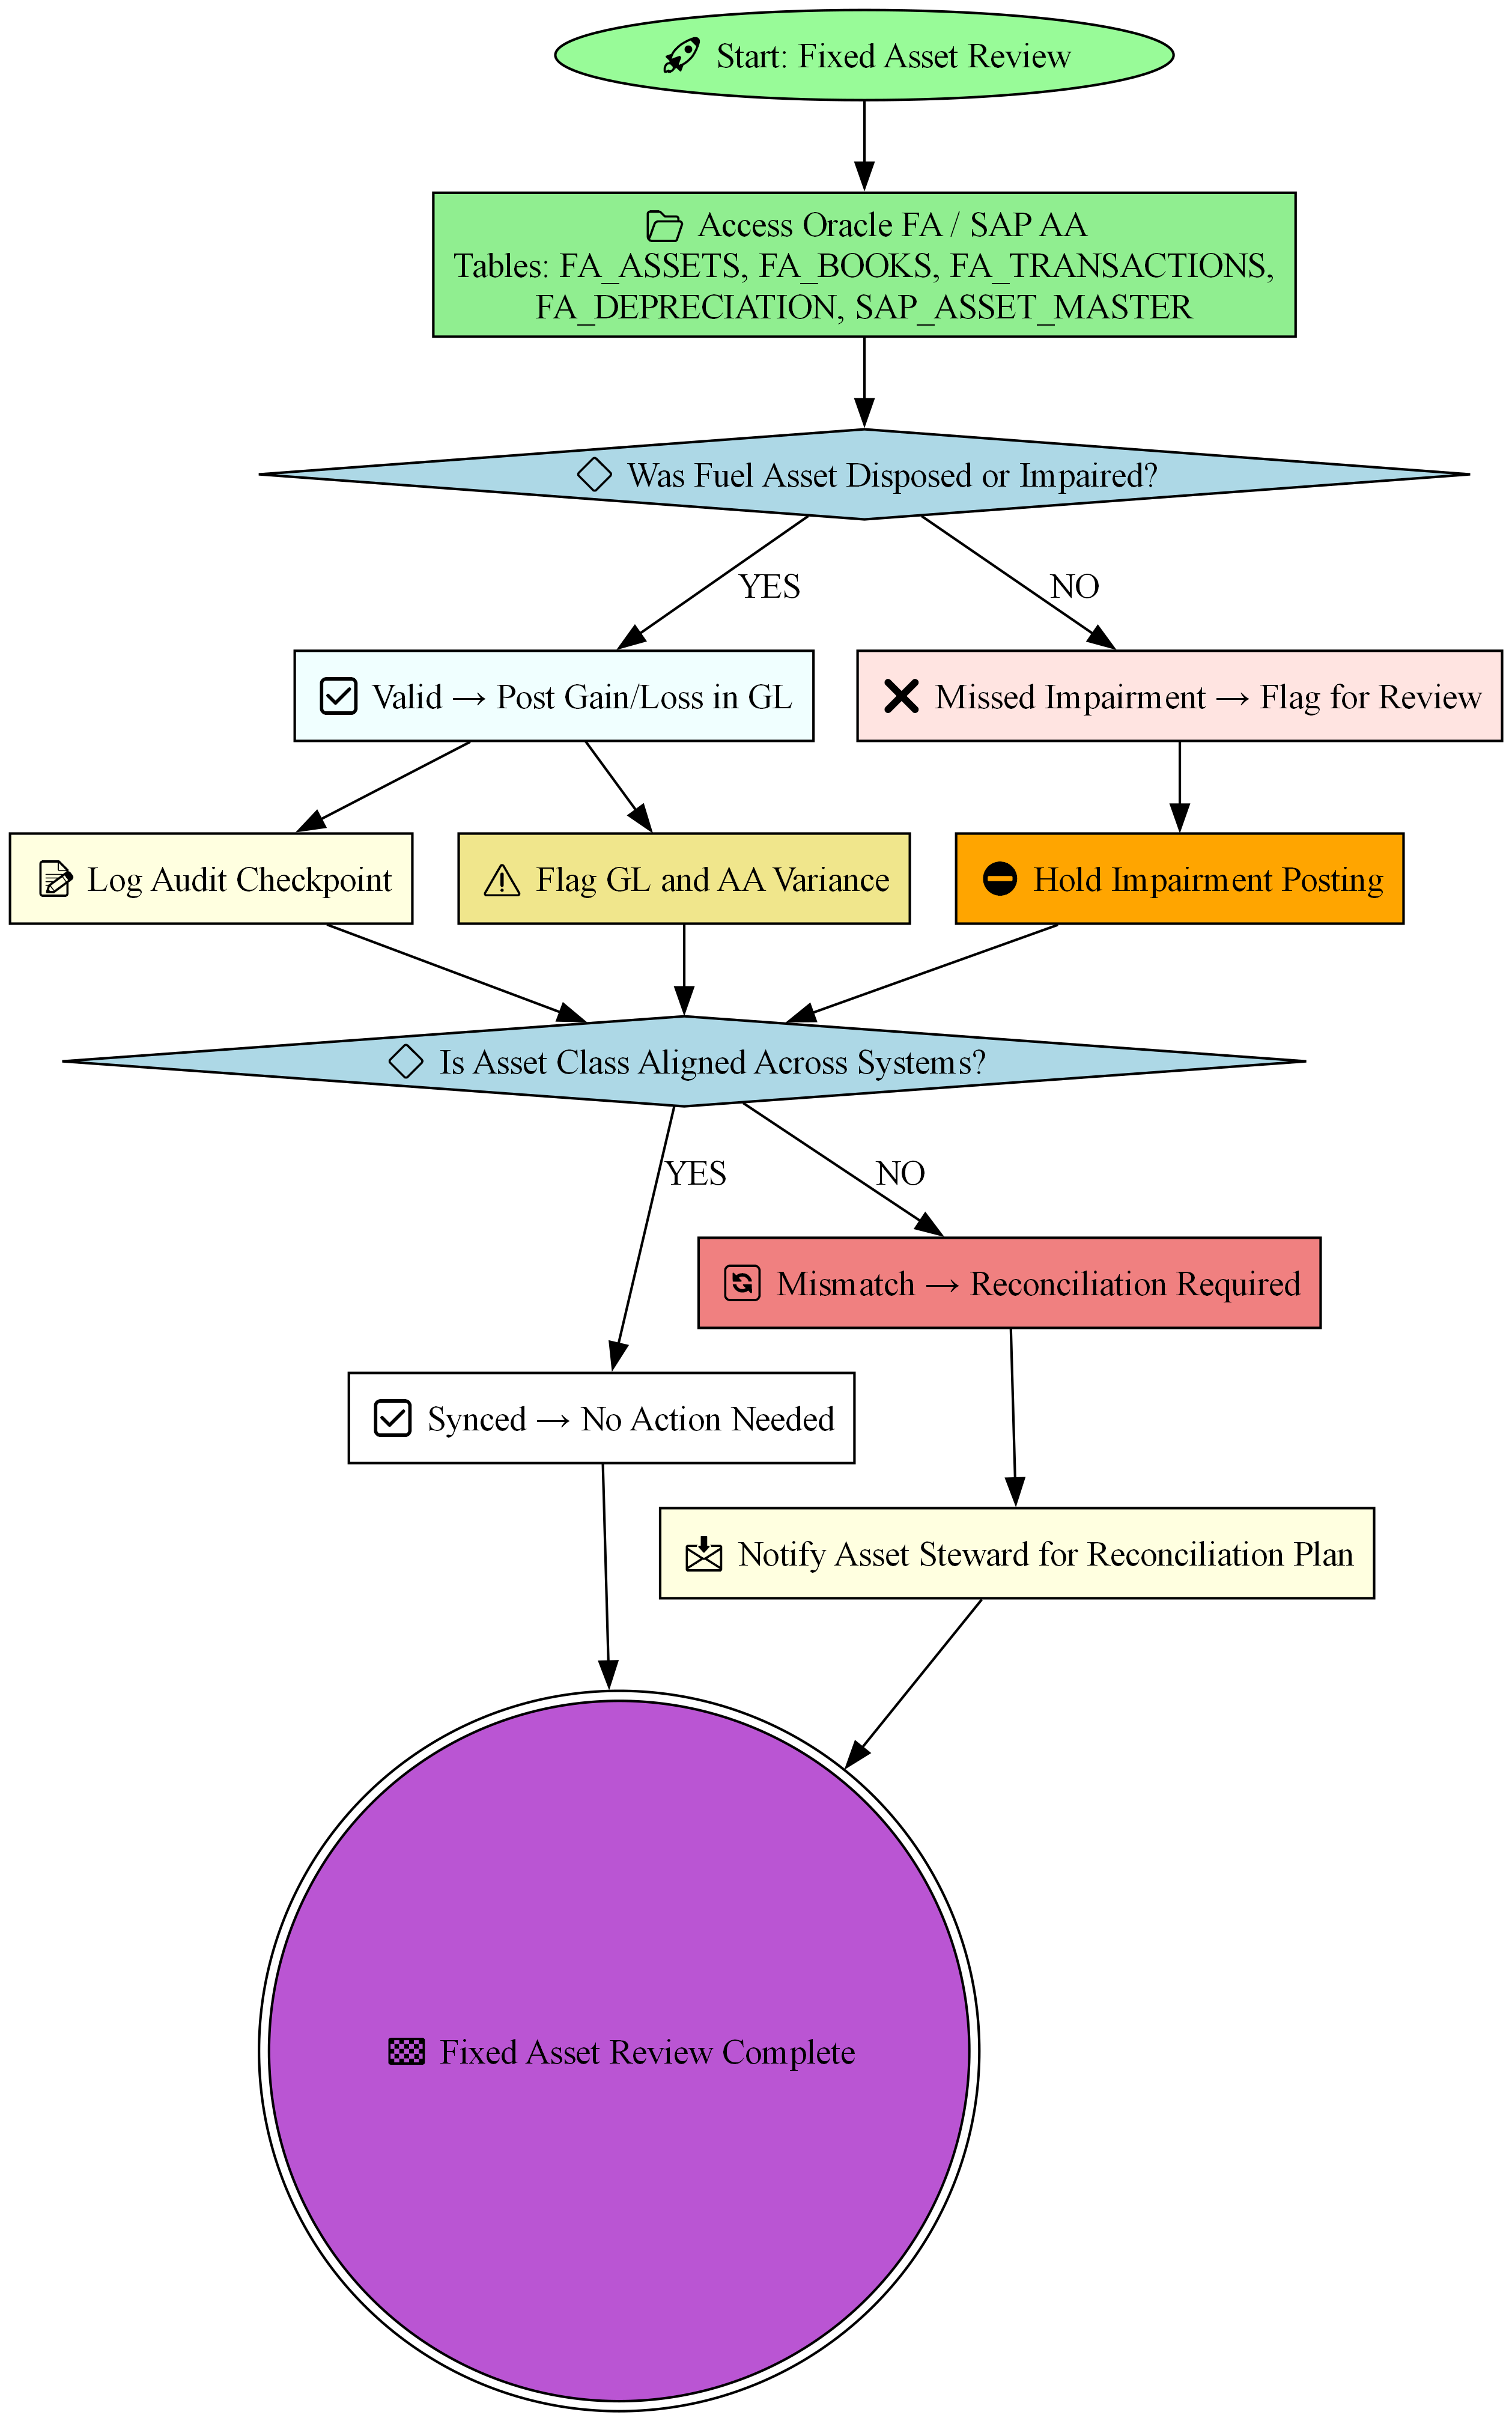 Start: Fixed Asset Review
Access Oracle FA / SAP AA
Tables: FA_ASSETS, FA_BOOKS, FA_TRANSACTIONS,
FA_DEPRECIATION, SAP_ASSET_MASTER
Was Fuel Asset Disposed or Impaired?
YES
NO
Valid → Post Gain/Loss in GL
Missed Impairment → Flag for Review
Log Audit Checkpoint
Flag GL and AA Variance
Hold Impairment Posting
Is Asset Class Aligned Across Systems?
YES
NO
Mismatch → Reconciliation Required
Synced → No Action Needed
Notify Asset Steward for Reconciliation Plan
Fixed Asset Review Complete